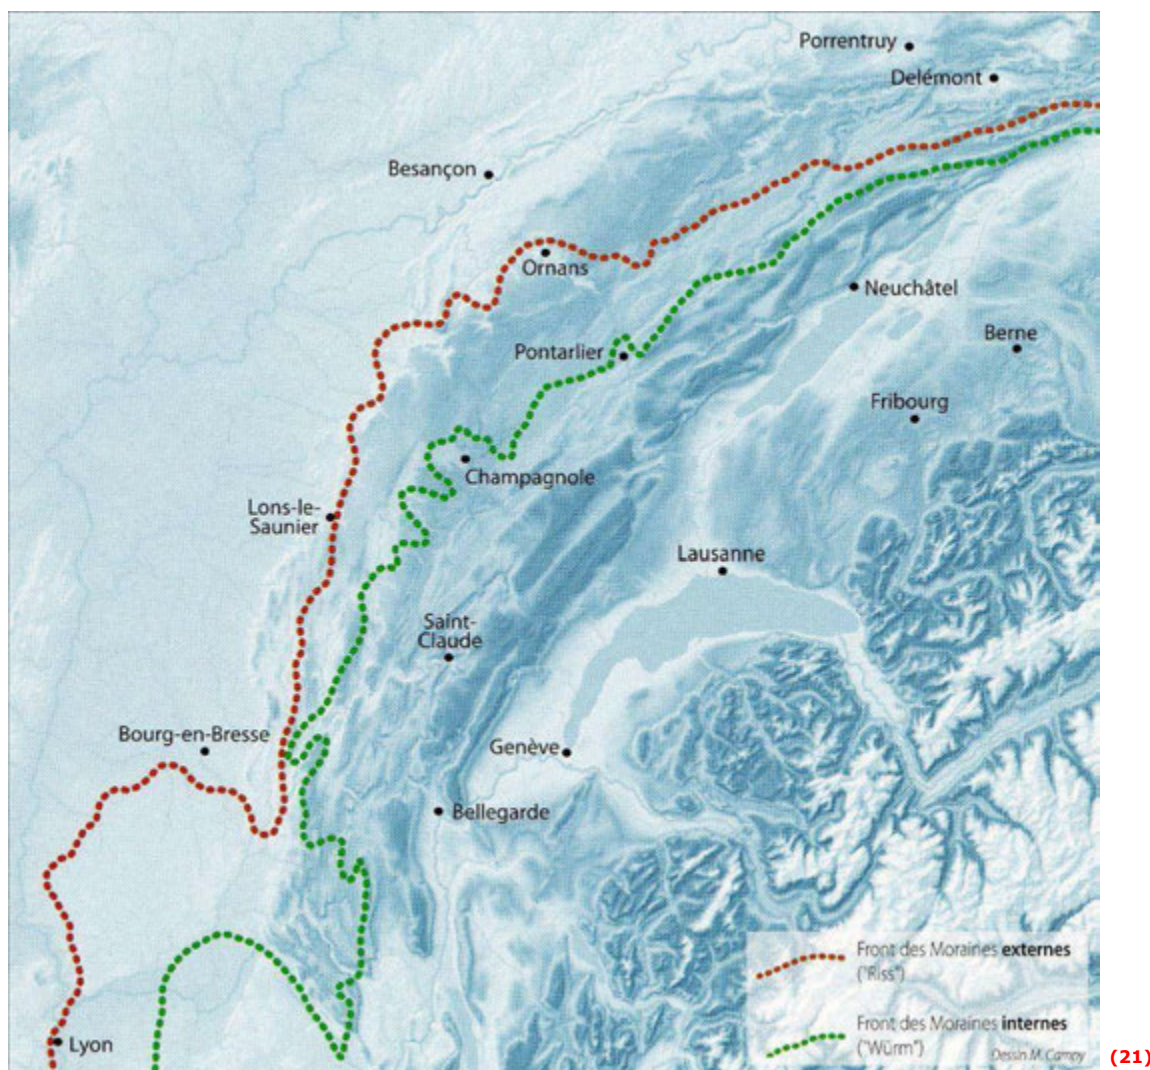 Porrentruy
Delémont
Besançon
Ornans
Neuchâtel
Berne
Pontarlier
Fribourg
Champagnole
Lons-le-
Saunier
Lausanne
Saint-
Claude
Bourg-en-Bresse
Genève
Bellegarde
Front des Moraines externes
("Riss")
Front des Moraines internes
("Würm")
Lyon
Dessin M. Campy
(21)